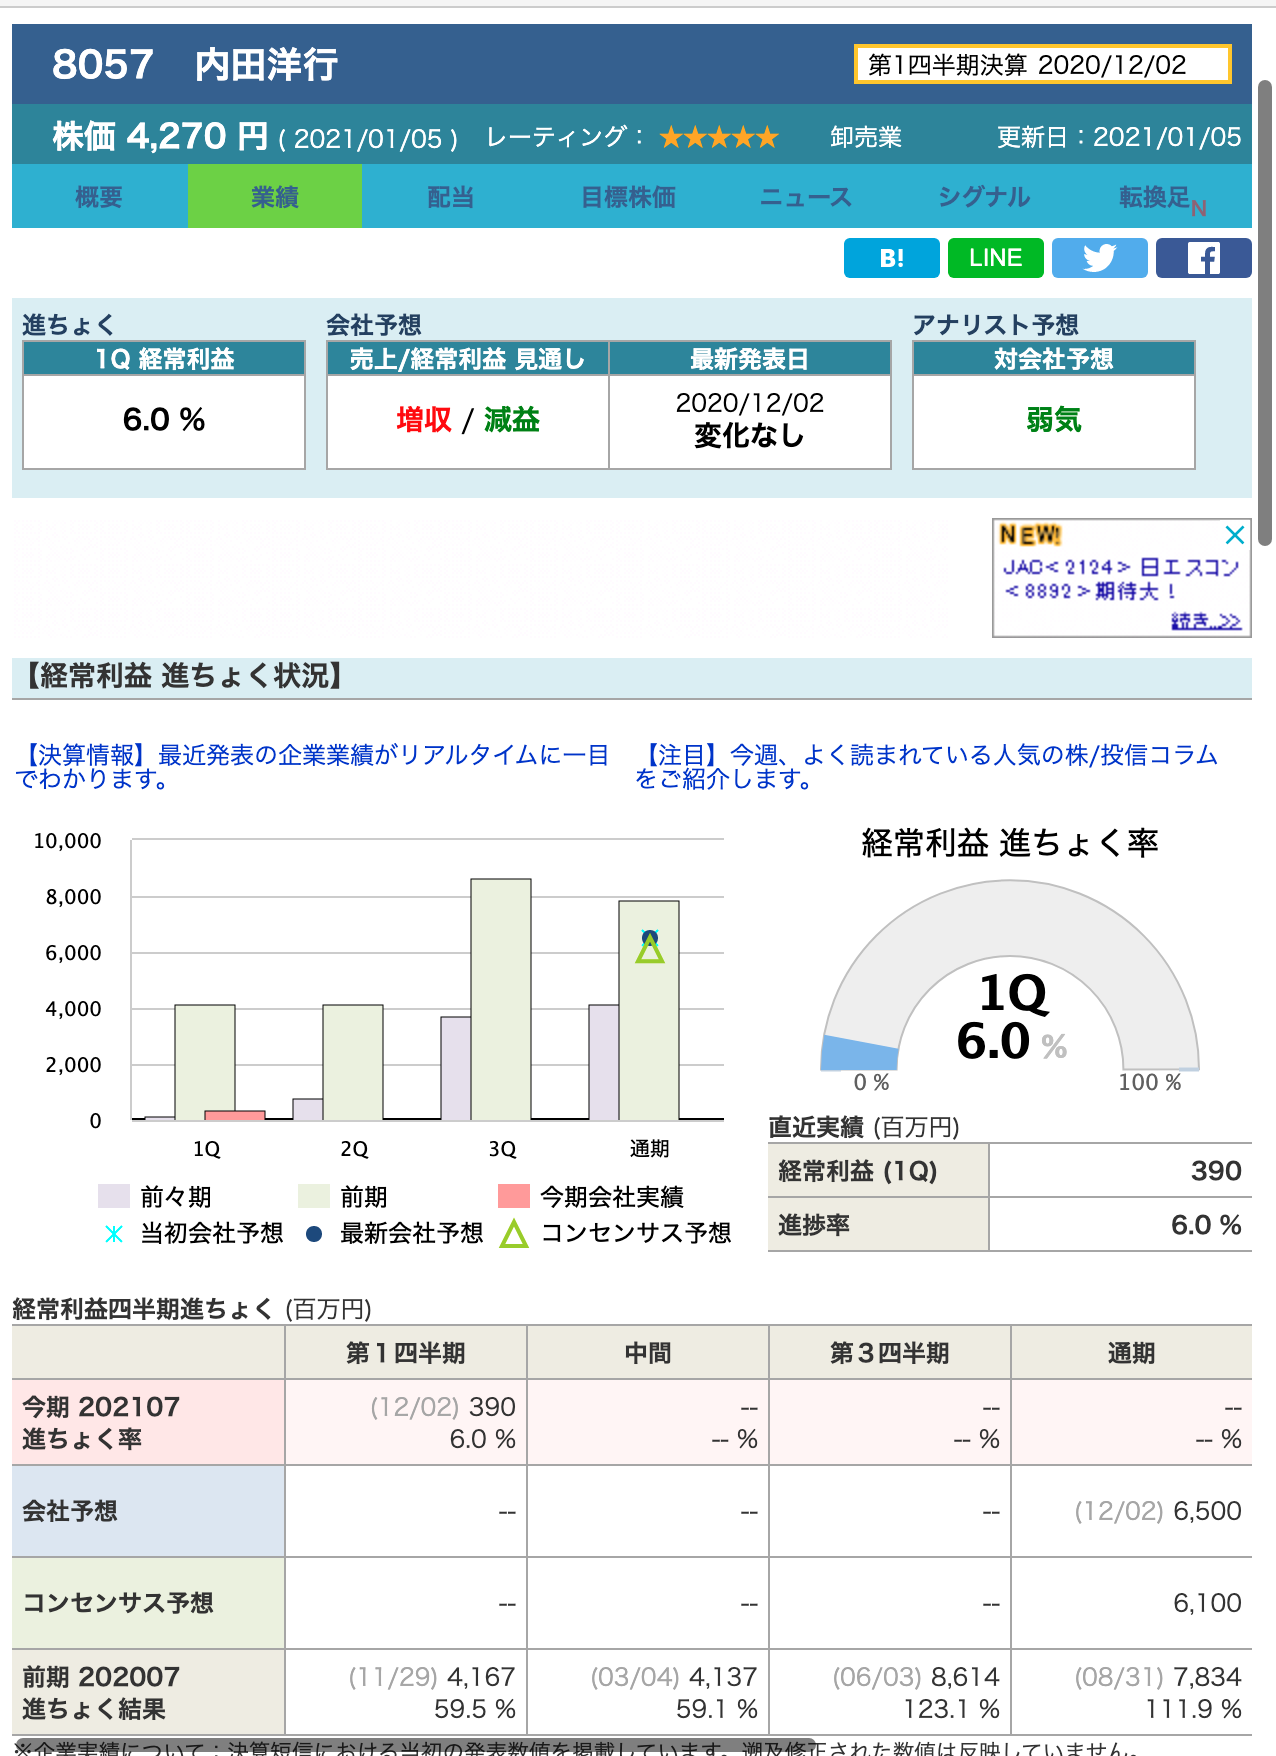 8057 内田洋行
第1四半期決算 2020/12/02
株価 4,270 円 ( 2021/01/05 ) レーティング： ★★★★★ 卸売業 更新日：2021/01/05
概要 業績 配当 目標株価 ニュース シグナル 転換足N
B! LINE
進ちょく 会社予想 アナリスト予想
1Q 経常利益 売上/経常利益 見通し 最新発表日 対会社予想
6.0 % 増収 / 減益 2020/12/02 弱気
変化なし
NEW!
JAC<2124> 日エスコン
<8892>期待大！
続き..>>
【経常利益 進ちょく状況】
【決算情報】最近発表の企業業績がリアルタイムに一目
でわかります。
【注目】今週、よく読まれている人気の株/投信コラム
をご紹介します。
10,000
8,000
6,000
4,000
2,000
0
1Q 2Q 3Q 通期
前々期 前期 今期会社実績
当初会社予想 最新会社予想 コンセンサス予想
経常利益 進ちょく率
1Q
6.0 %
0 % 100 %
直近実績 (百万円)
経常利益 (1Q) 390
進捗率 6.0 %
経常利益四半期進ちょく (百万円)
第１四半期 中間 第３四半期 通期
今期 202107 (12/02) 390 -- -- --
進ちょく率 6.0 % -- % -- % -- %
会社予想 -- -- -- (12/02) 6,500
コンセンサス予想 -- -- -- 6,100
前期 202007 (11/29) 4,167 (03/04) 4,137 (06/03) 8,614 (08/31) 7,834
進ちょく結果 59.5 % 59.1 % 123.1 % 111.9 %
※企業実績について：決算短信における当初の発表数値を掲載しています。遡及修正された数値は反映していません。